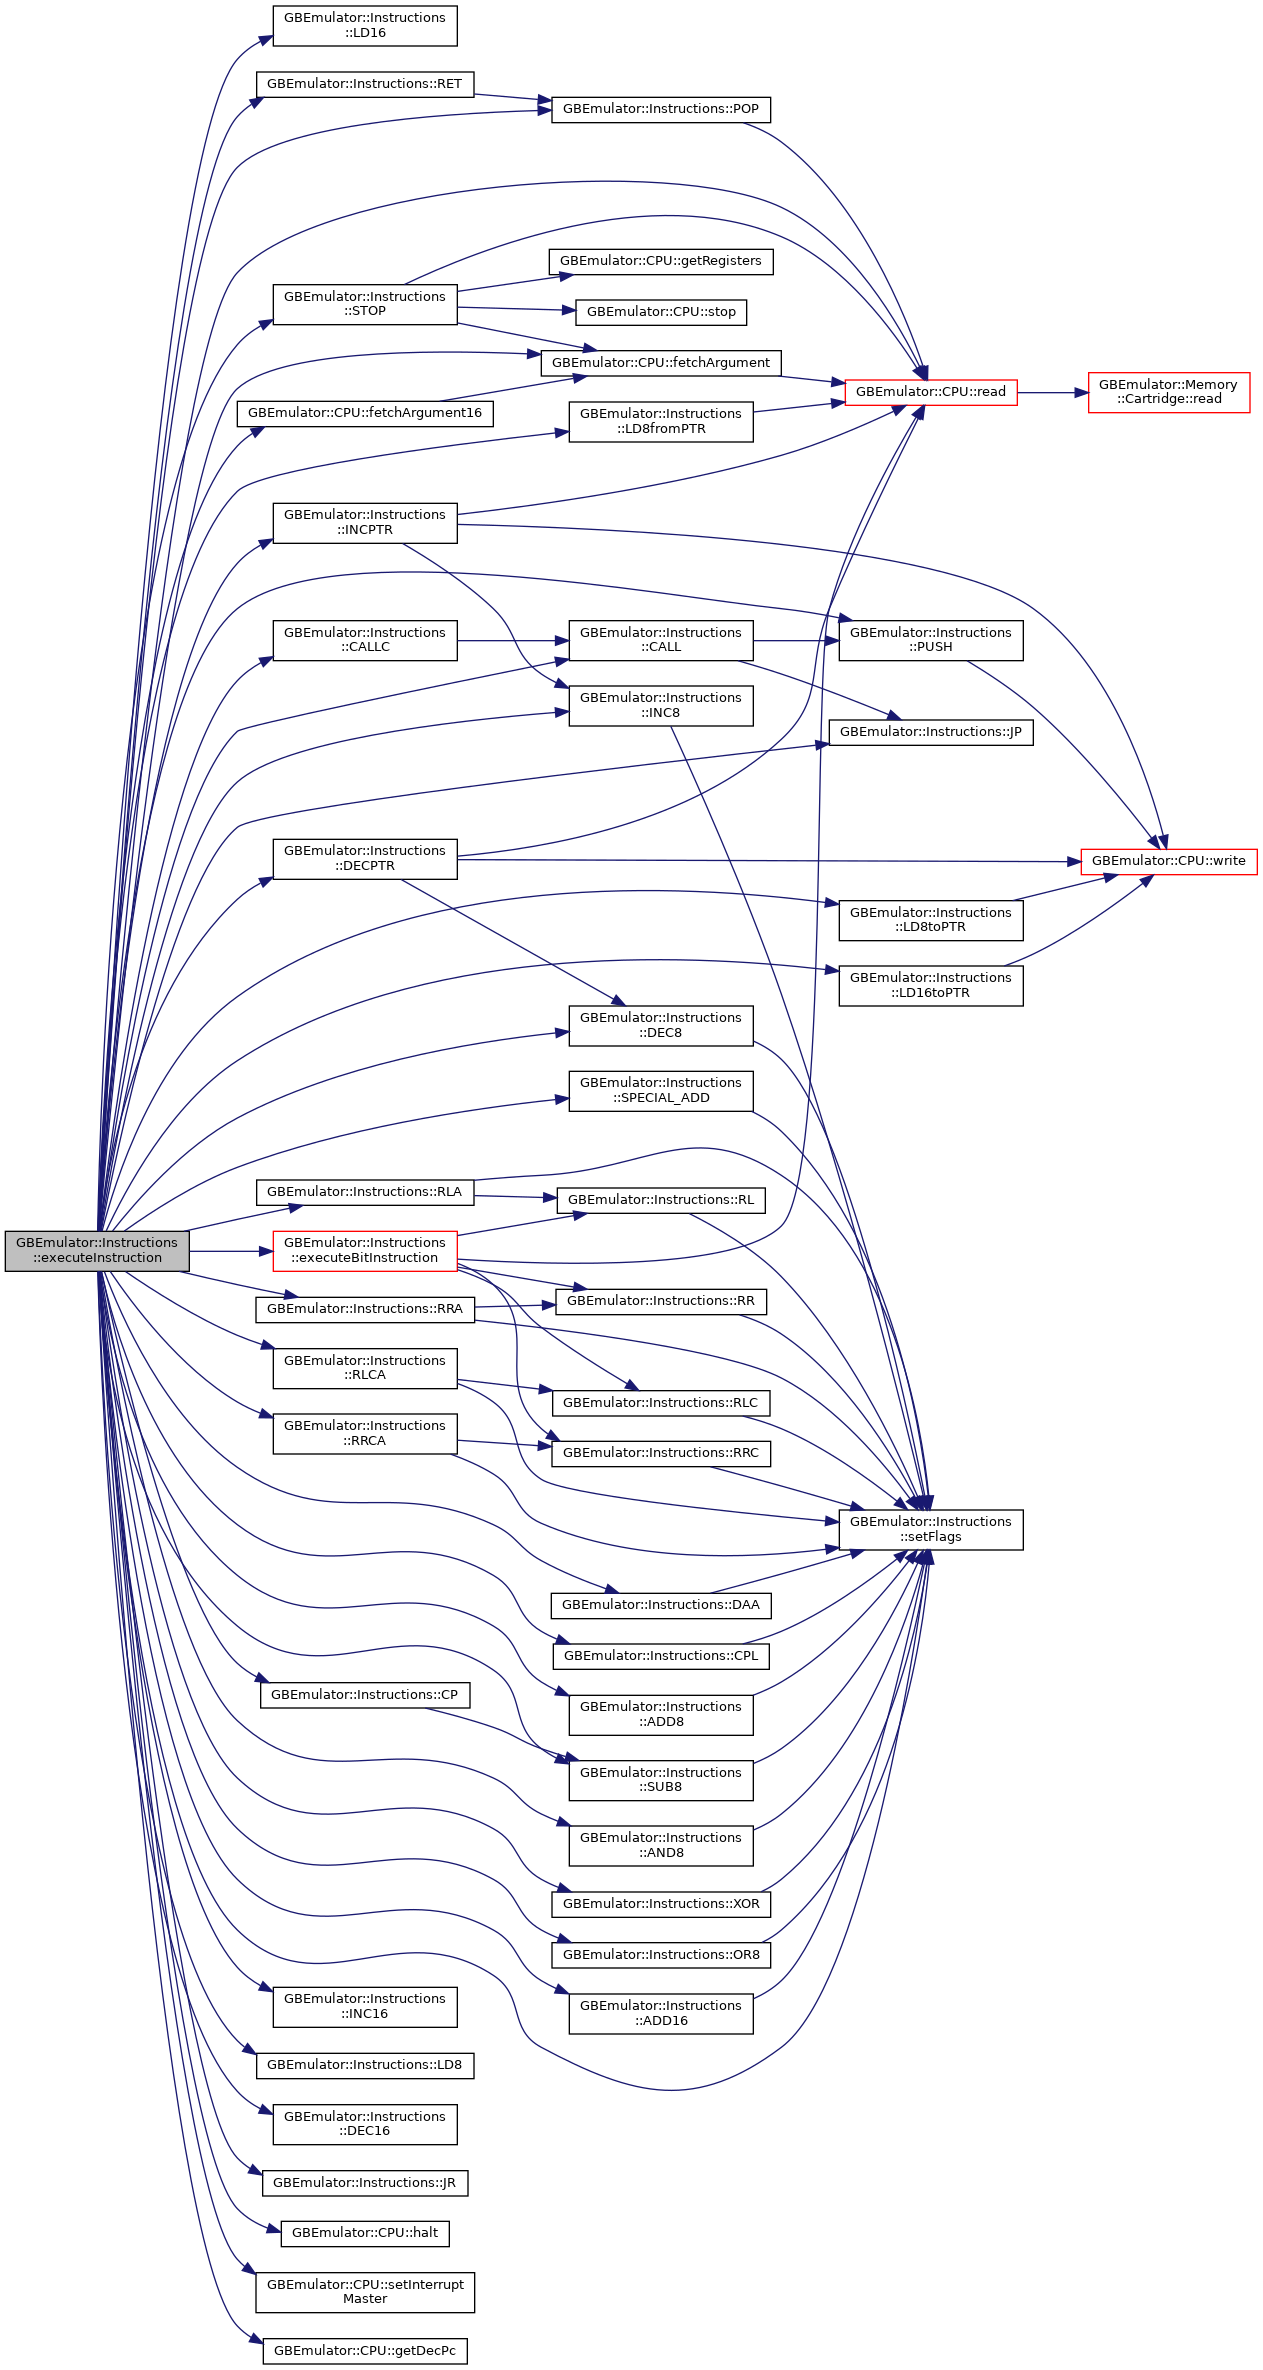 GBEmulator::Instructions
::LD16
GBEmulator::Instructions::RET
GBEmulator::Instructions::POP
GBEmulator::CPU::getRegisters
GBEmulator::Instructions
::STOP
GBEmulator::CPU::stop
GBEmulator::CPU::fetchArgument
GBEmulator::CPU::read
GBEmulator::Memory
::Cartridge::read
GBEmulator::CPU::fetchArgument16
GBEmulator::Instructions
::LD8fromPTR
GBEmulator::Instructions
::INCPTR
GBEmulator::Instructions
::CALLC
GBEmulator::Instructions
::CALL
GBEmulator::Instructions
::PUSH
GBEmulator::Instructions
::INC8
GBEmulator::Instructions::JP
GBEmulator::Instructions
::DECPTR
GBEmulator::CPU::write
GBEmulator::Instructions
::LD8toPTR
GBEmulator::Instructions
::LD16toPTR
GBEmulator::Instructions
::DEC8
GBEmulator::Instructions
::SPECIAL_ADD
GBEmulator::Instructions::RLA
GBEmulator::Instructions::RL
GBEmulator::Instructions
::executeInstruction
GBEmulator::Instructions
::executeBitInstruction
GBEmulator::Instructions::RRA
GBEmulator::Instructions::RR
GBEmulator::Instructions
::RLCA
GBEmulator::Instructions::RLC
GBEmulator::Instructions
::RRCA
GBEmulator::Instructions::RRC
GBEmulator::Instructions
::setFlags
GBEmulator::Instructions::DAA
GBEmulator::Instructions::CPL
GBEmulator::Instructions::CP
GBEmulator::Instructions
::ADD8
GBEmulator::Instructions
::SUB8
GBEmulator::Instructions
::AND8
GBEmulator::Instructions::XOR
GBEmulator::Instructions::OR8
GBEmulator::Instructions
::INC16
GBEmulator::Instructions
::ADD16
GBEmulator::Instructions::LD8
GBEmulator::Instructions
::DEC16
GBEmulator::Instructions::JR
GBEmulator::CPU::halt
GBEmulator::CPU::setInterrupt
Master
GBEmulator::CPU::getDecPc